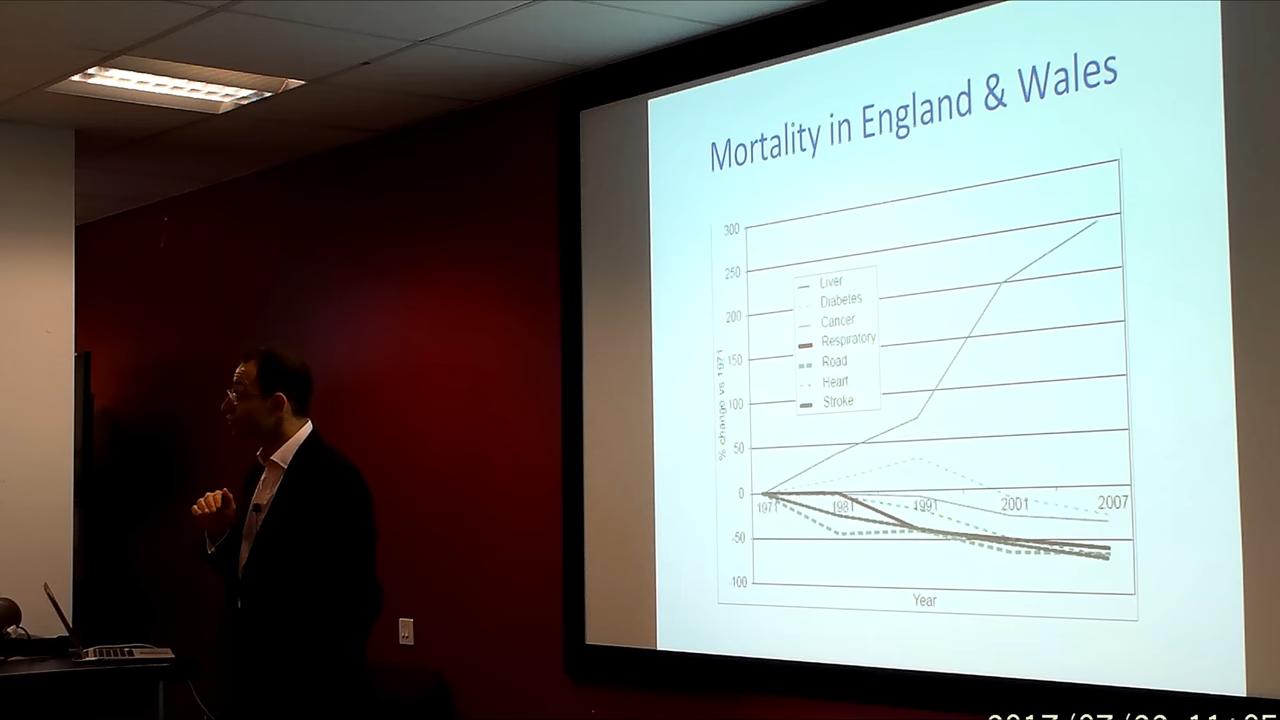 Mortality in England & Wales
300
250
200
150
100
50
0
-50
-100
% change vs 1971
Liver
Diabetes
Cancer
Respiratory
Road
Heart
Stroke
1971
1981
1991
2001
2007
Year